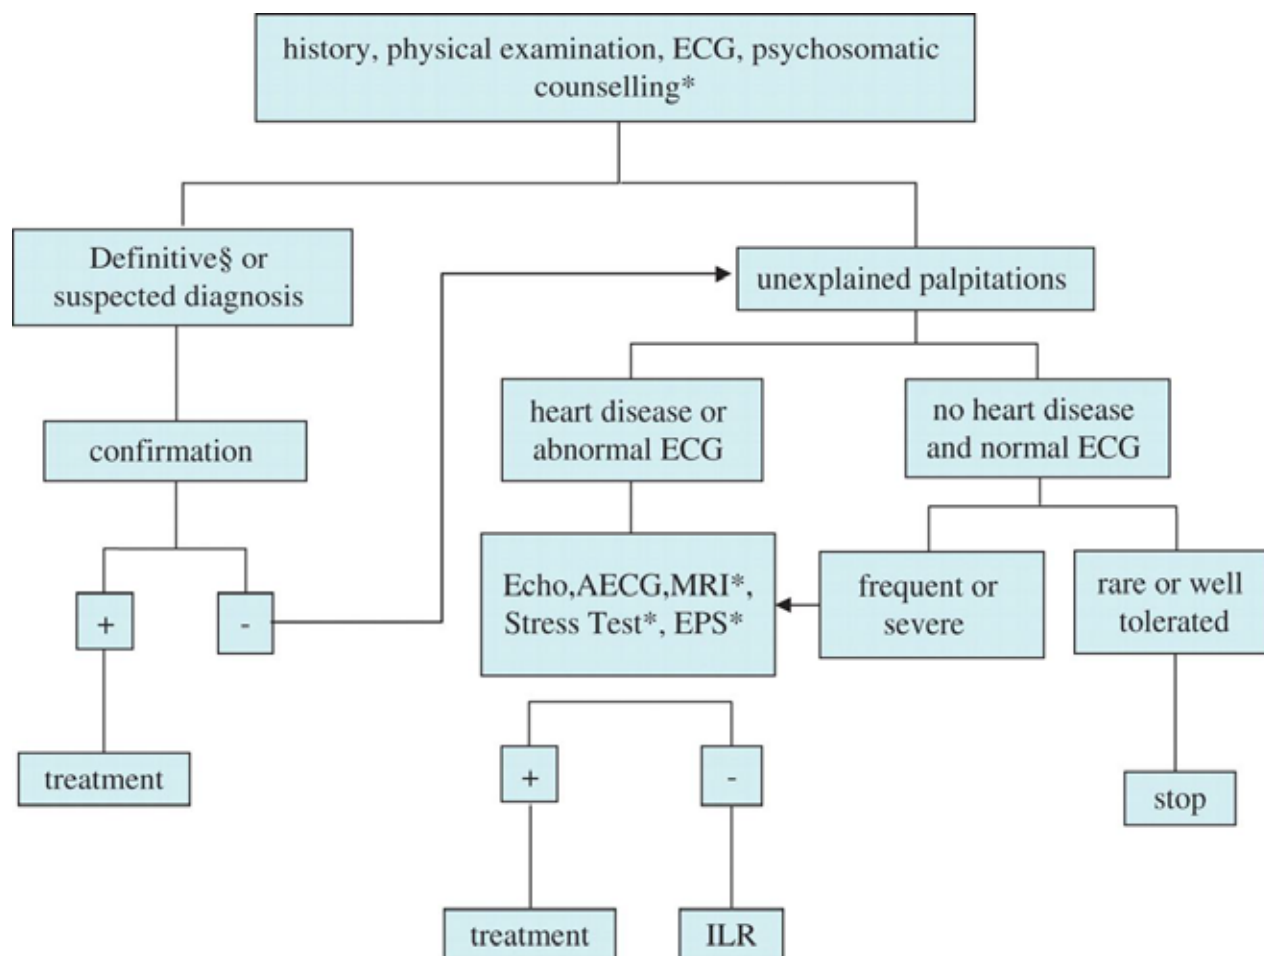 history, physical examination, ECG, psychosomatic
counselling*
Definitive§ or
suspected diagnosis
unexplained palpitations
heart disease or
abnormal ECG
no heart disease
and normal ECG
confirmation
Echo,AECG,MRI*,
Stress Test*, EPS*
frequent or
severe
rare or well
tolerated
+
-
treatment
+
-
stop
treatment
ILR